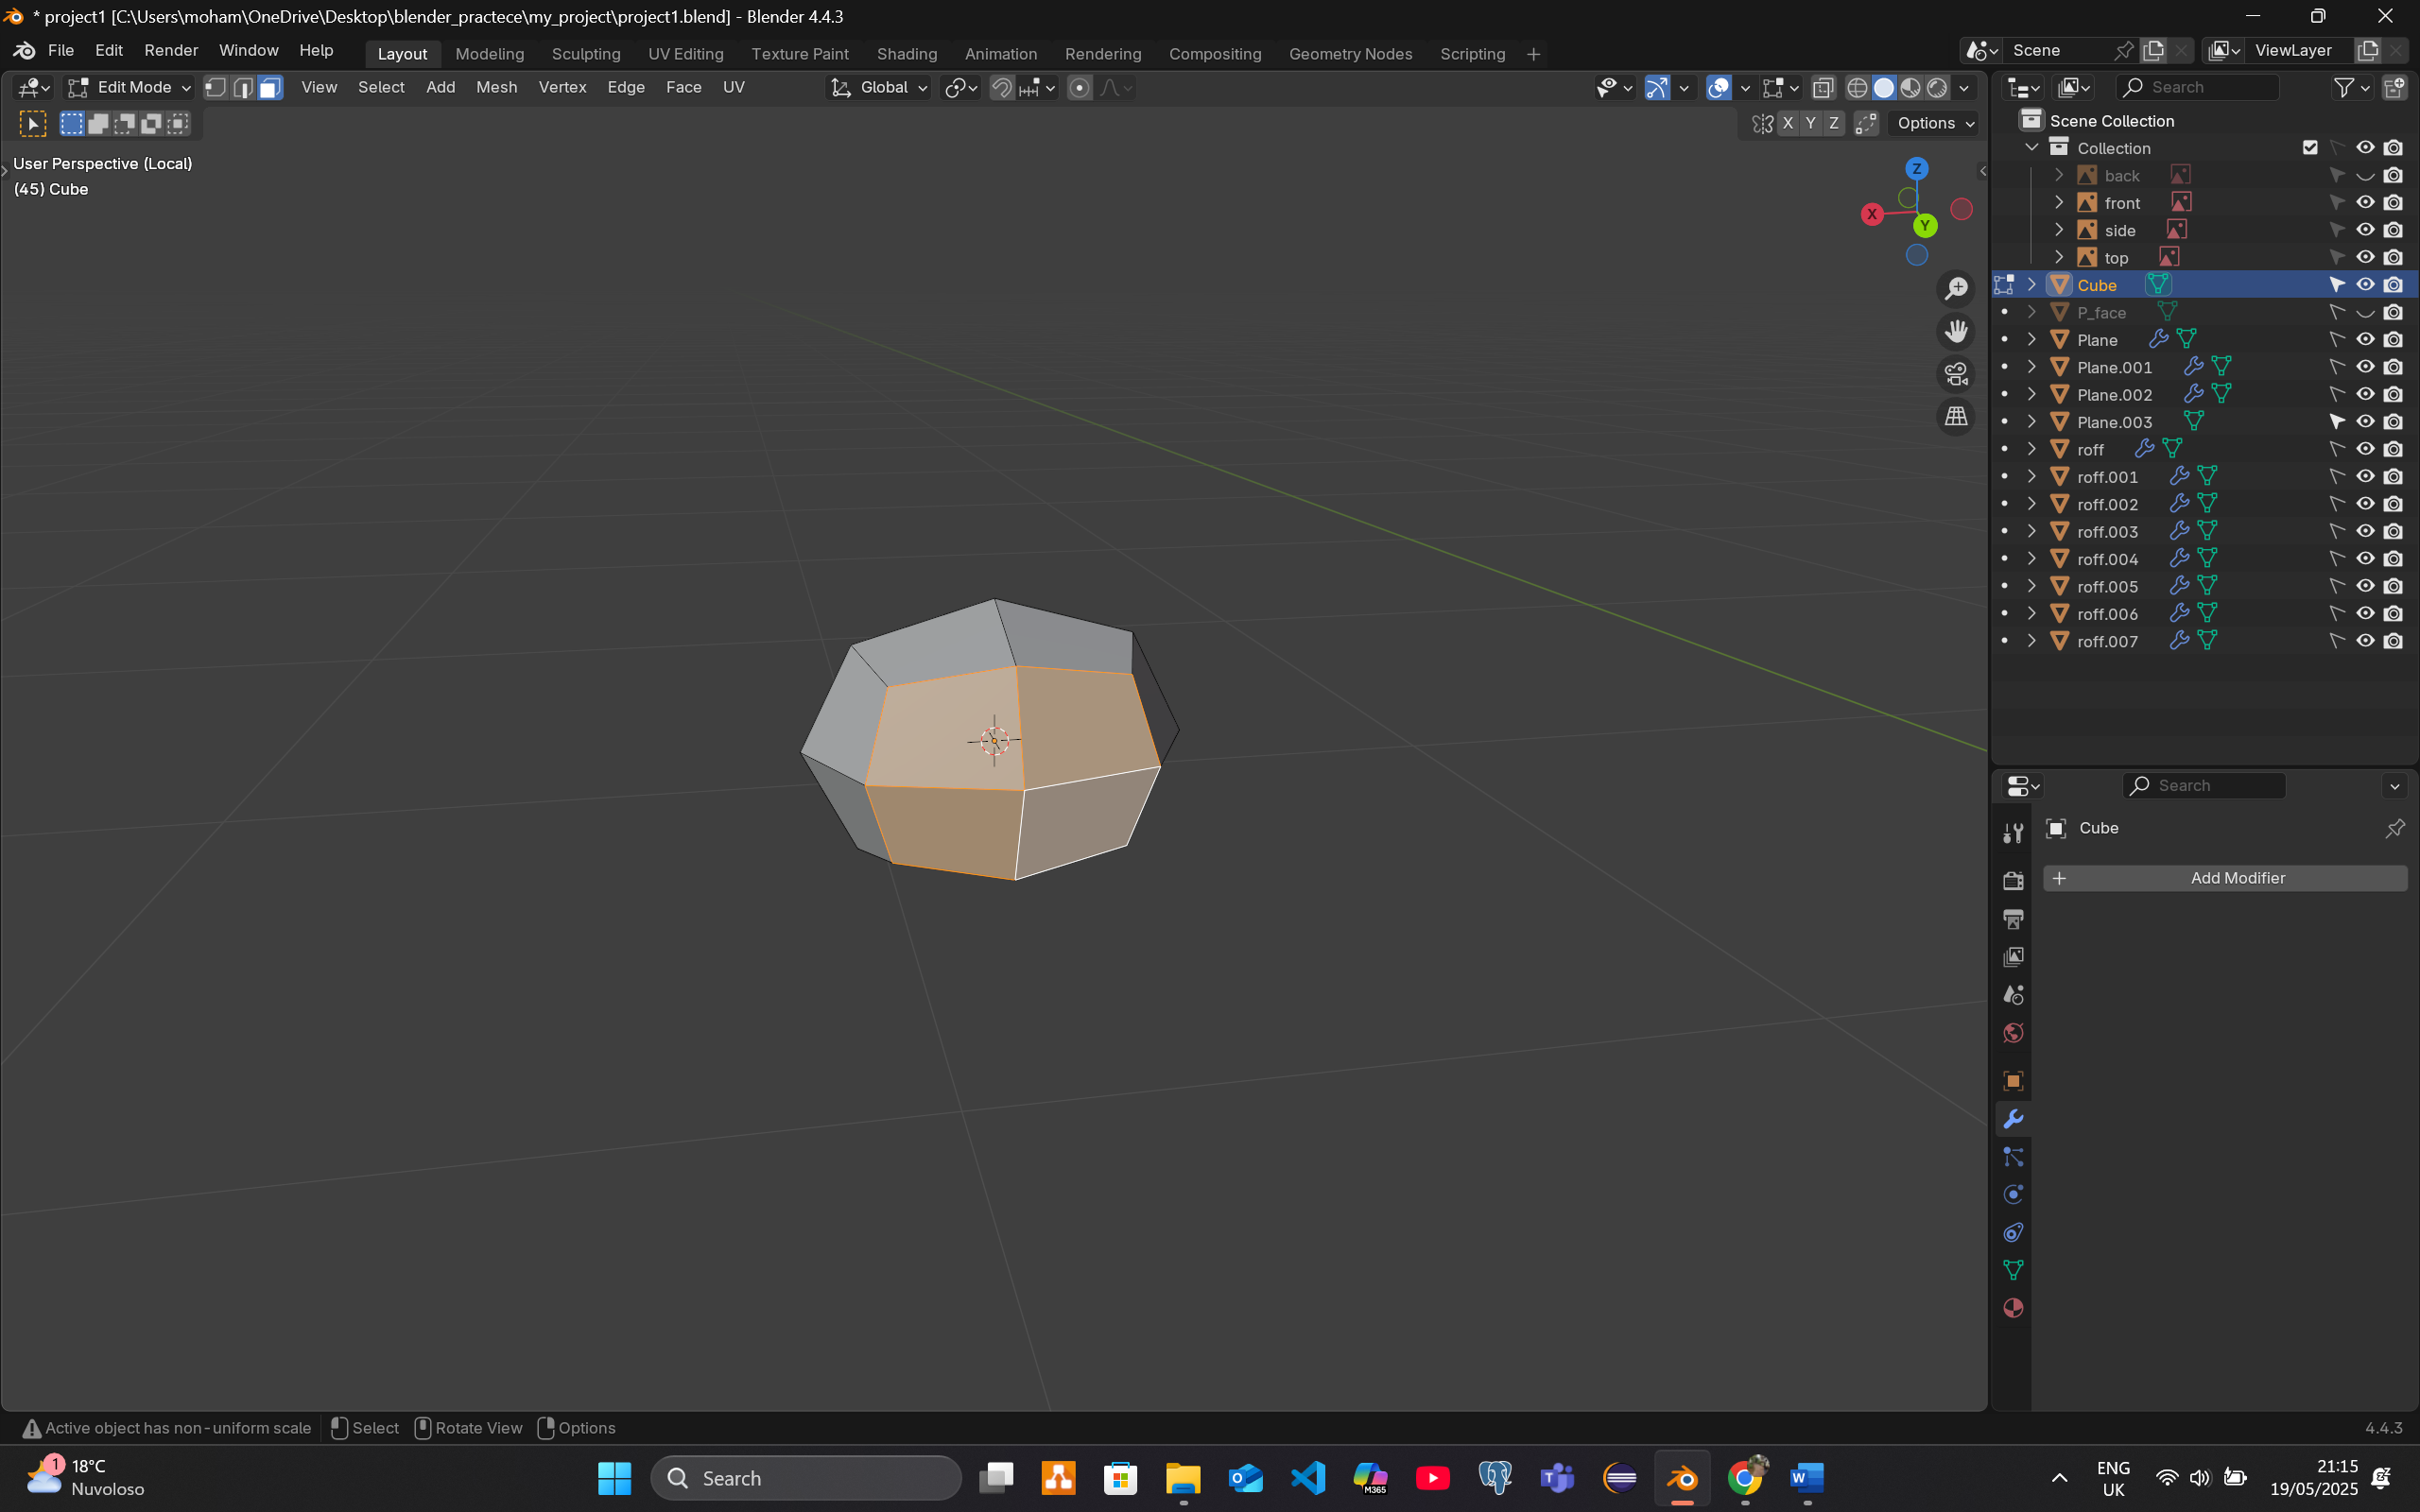 * project1 [C:\Users\moham\OneDrive\Desktop\blender_practece\my_project\project1.blend] - Blender 4.4.3
File Edit Render Window Help Layout Modeling Sculpting UV Editing Texture Paint Shading Animation Rendering Compositing Geometry Nodes Scripting + Scene ViewLayer
Edit Mode View Select Add Mesh Vertex Edge Face UV Global Search
X Y Z Options
User Perspective (Local)
(45) Cube
Z
X
Y
Scene Collection
Collection
back
front
side
top
Cube
P_face
Plane
Plane.001
Plane.002
Plane.003
roff
roff.001
roff.002
roff.003
roff.004
roff.005
roff.006
roff.007
Search
Cube
+ Add Modifier
Active object has non-uniform scale Select Rotate View Options 4.4.3
1 18°C
Nuvoloso
Search
M365
ENG
UK
21:15
19/05/2025